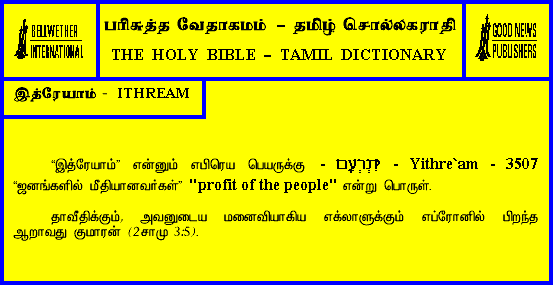 BELLWETHER
INTERNATIONAL
பரிசுத்த வேதாகமம் – தமிழ் சொல்லகராதி
THE HOLY BIBLE – TAMIL DICTIONARY
GOOD NEWS
PUBLISHERS
இத்ரேயாம் - ITHREAM
“இத்ரேயாம்” என்னும் எபிரெய பெயருக்கு - יִתְרְעָם - Yithre`am - 3507
“ஜனங்களில் மீதியானவர்கள்” "profit of the people" என்று பொருள்.
தாவீதிக்கும், அவனுடைய மனைவியாகிய எக்லாளுக்கும் எப்ரோனில் பிறந்த
ஆறாவது குமாரன் (2சாமு 3:5).